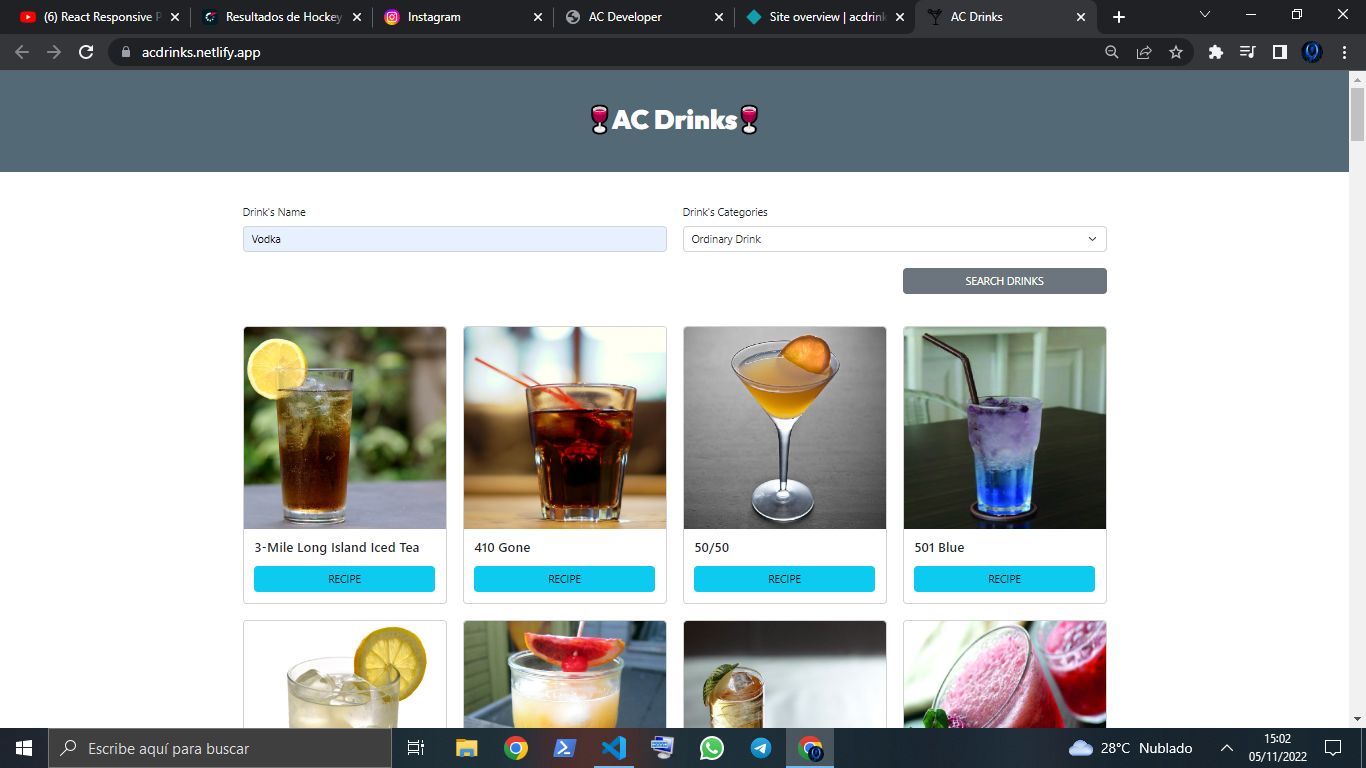 (6) React Responsive P
Resultados de Hockey
Instagram
AC Developer
Site overview | acdrink
AC Drinks
acdrinks.netlify.app
AC Drinks
Drink's Name
Drink's Categories
Vodka
Ordinary Drink
SEARCH DRINKS
3-Mile Long Island Iced Tea
410 Gone
50/50
501 Blue
RECIPE
RECIPE
RECIPE
RECIPE
Escribe aquí para buscar
28°C Nublado
15:02
05/11/2022